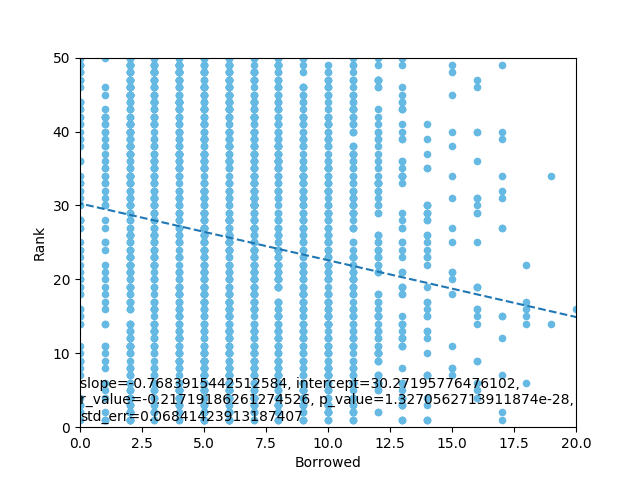 50
40
Rank
30
20
10
slope=-0.7683915442512584, intercept=30.27195776476102,
r_value=-0.21719186261274526, p_value=1.3270562713911874e-28,
std_err=0.06841423913187407
0
0.0 2.5 5.0 7.5 10.0 12.5 15.0 17.5 20.0
Borrowed